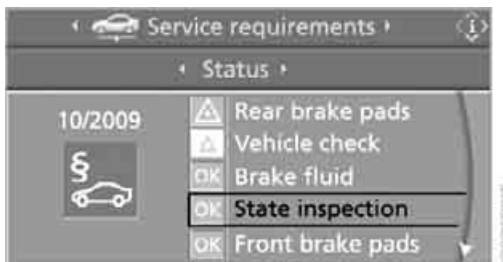 Service requirements
Status
10/2009
Rear brake pads
Vehicle check
§
OK Brake fluid
OK State inspection
OK Front brake pads